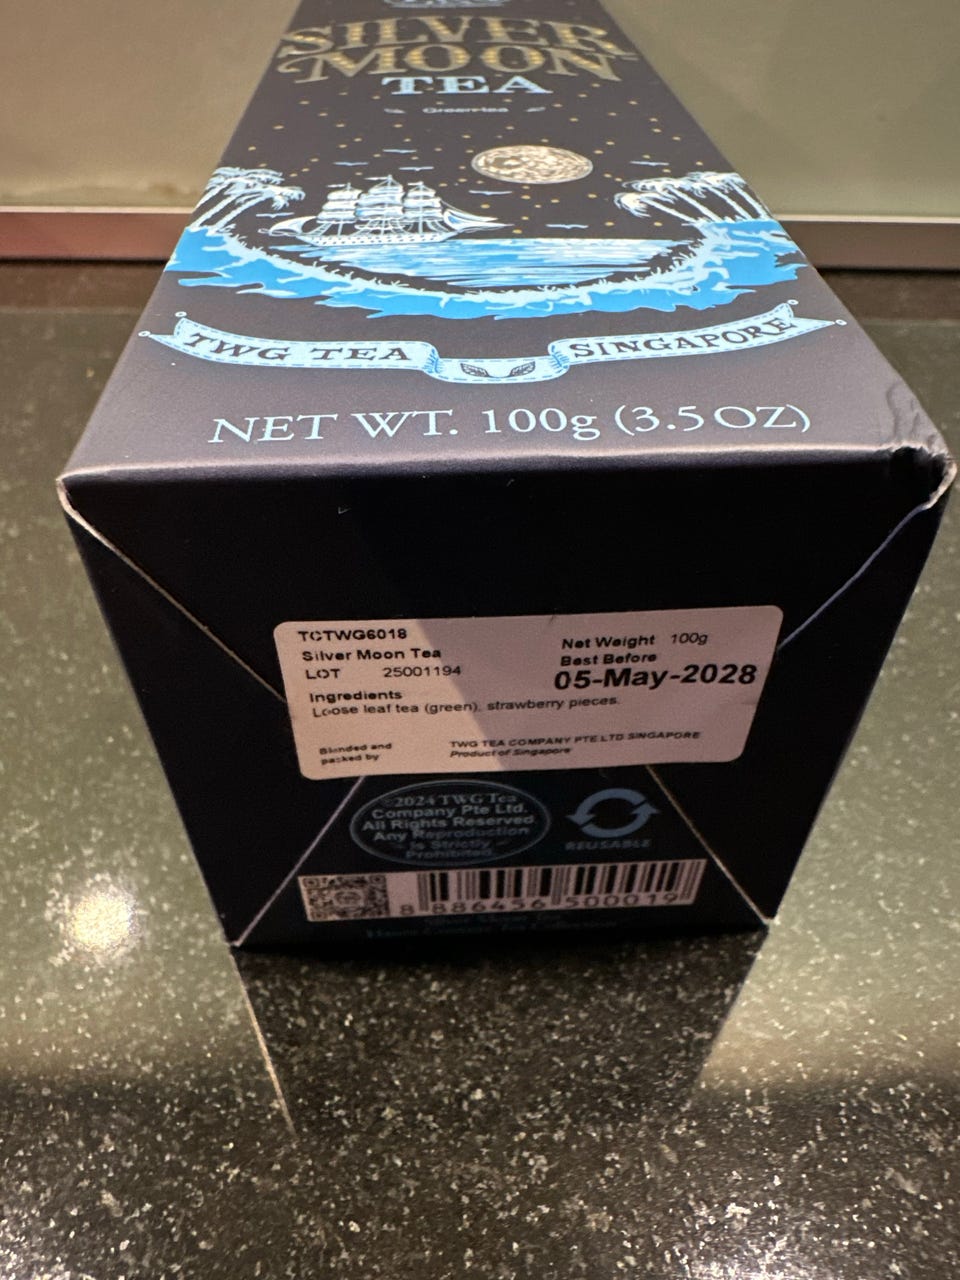 SILVER
MOON
TEA
Green tea
TWG TEA SINGAPORE
NET WT. 100g (3.5 OZ)
TCTWG6018
Silver Moon Tea
LOT 25001194
Net Weight 100g
Best Before
05-May-2028
Ingredients
Loose leaf tea (green), strawberry pieces.
Blended and
packed by
TWG TEA COMPANY PTE LTD SINGAPORE
Product of Singapore
©2024 TWG Tea
Company Pte Ltd.
All Rights Reserved
Any Reproduction
is Strictly
Prohibited.
REUSABLE
8 886456 500019